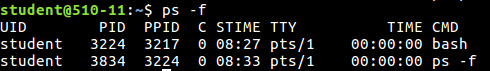 student@510-11:~$ ps -f
UID        PID  PPID  C STIME TTY          TIME CMD
student   3224  3217  0 08:27 pts/1    00:00:00 bash
student   3834  3224  0 08:33 pts/1    00:00:00 ps -f